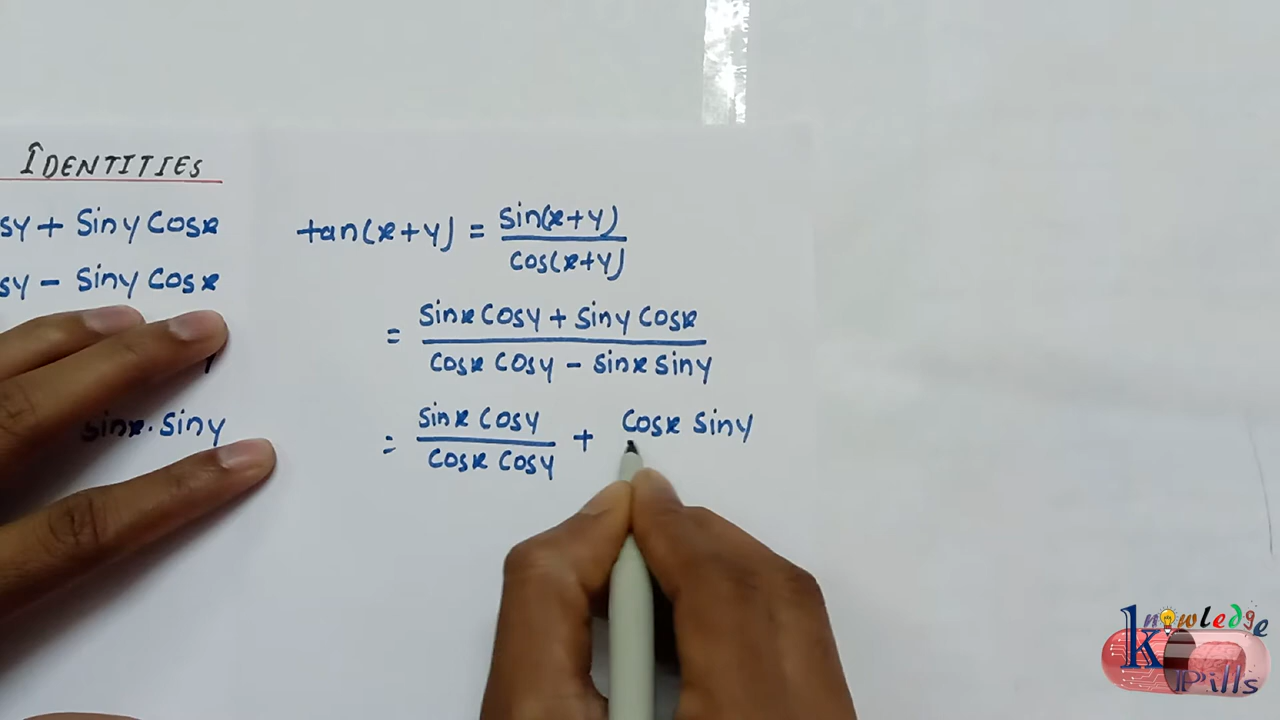 IDENTITIES
sy + Siny Cosx
sy - Siny Cosx
sinx. Siny
tan(x+y) = sin(x+y)
cos(x+y)
= sinx Cosy + siny Cosx
Cosx Cosy - sinx siny
= sinx Cosy + Cosx siny
Cosx Cosy
knowledge
Pills